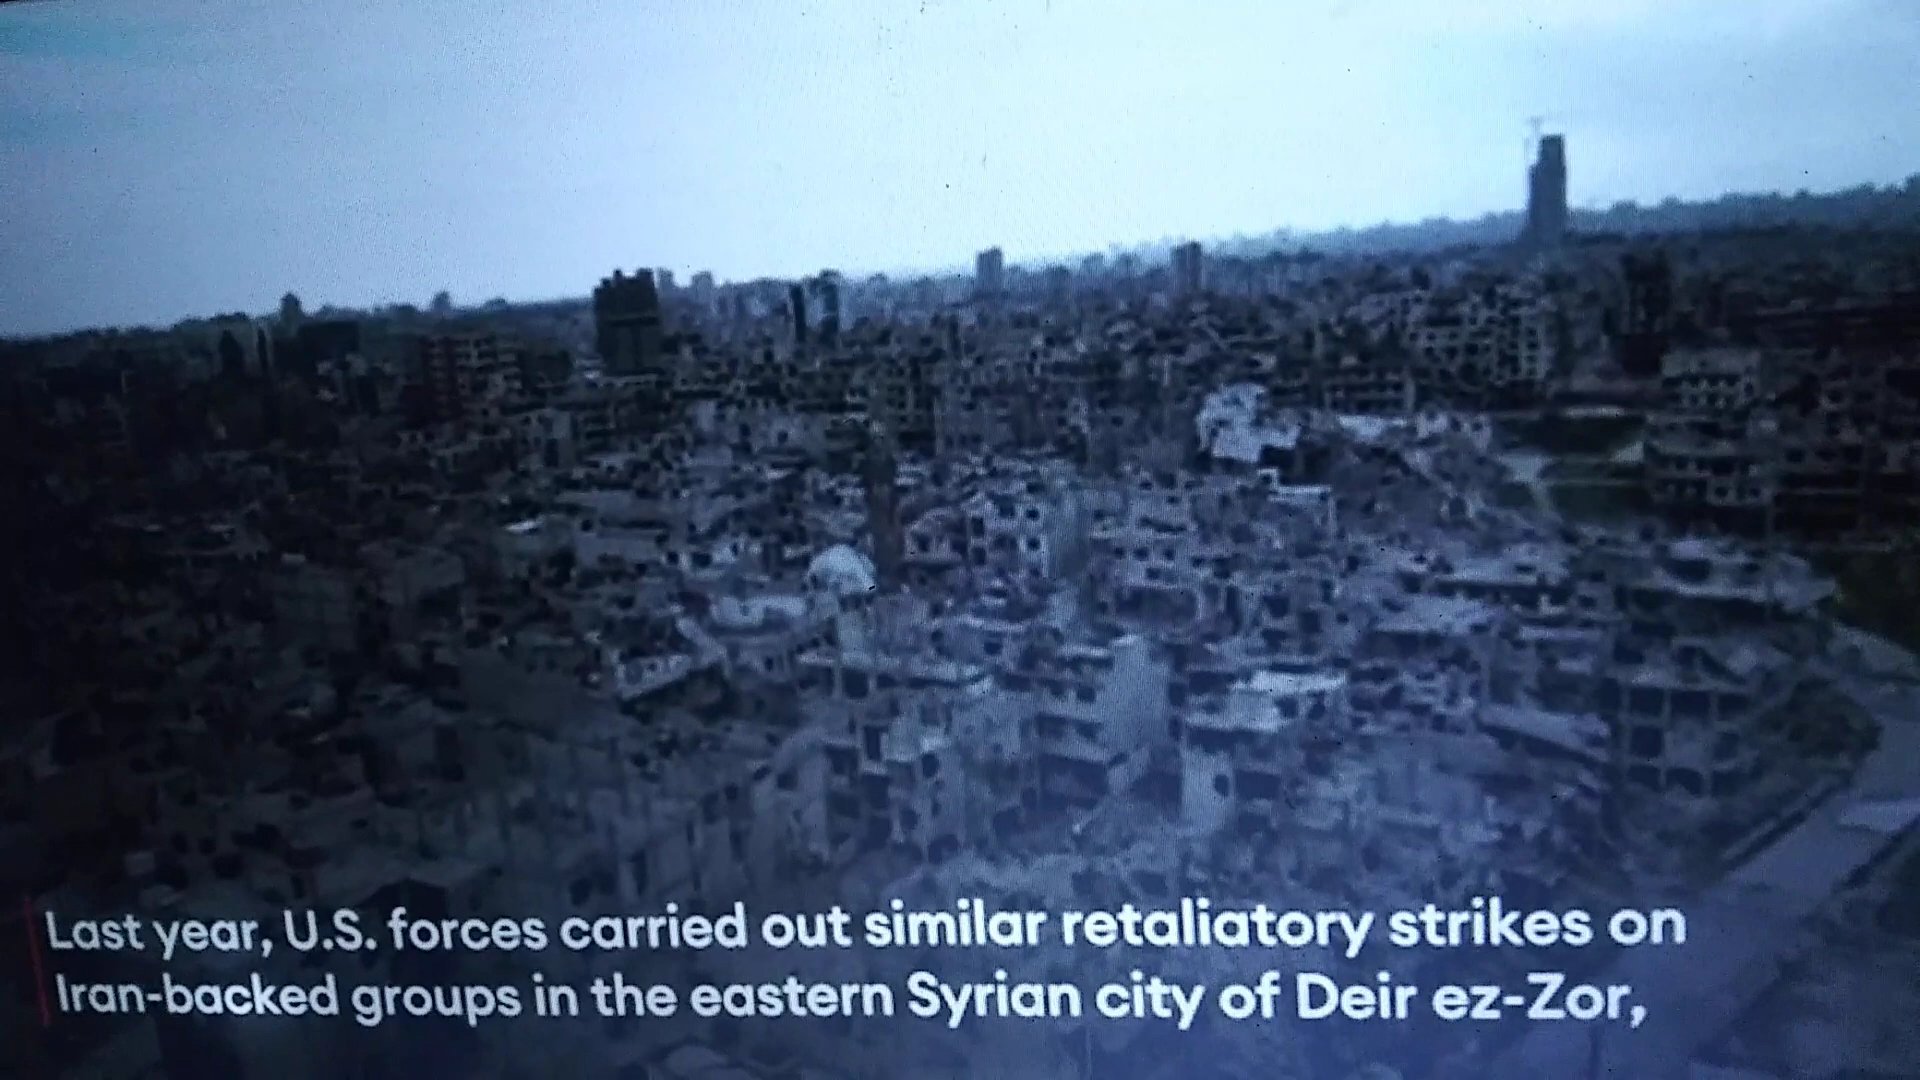 Last year, U.S. forces carried out similar retaliatory strikes on
Iran-backed groups in the eastern Syrian city of Deir ez-Zor,